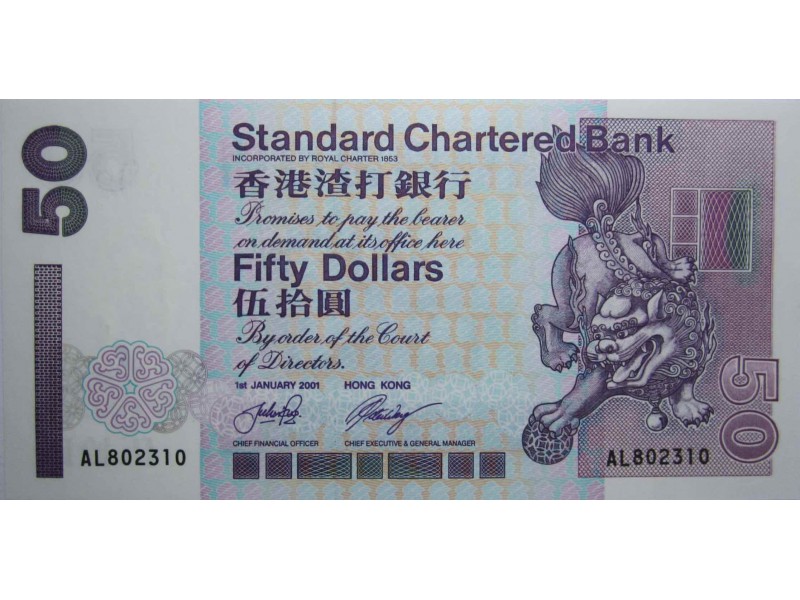 50
Standard Chartered Bank
INCORPORATED BY ROYAL CHARTER 1853
香港渣打銀行
Promises to pay the bearer
on demand at its office here
Fifty Dollars
伍拾圓
By order of the Court
of Directors.
1st JANUARY 2001 HONG KONG
CHIEF FINANCIAL OFFICER CHIEF EXECUTIVE & GENERAL MANAGER
AL802310
AL802310
50